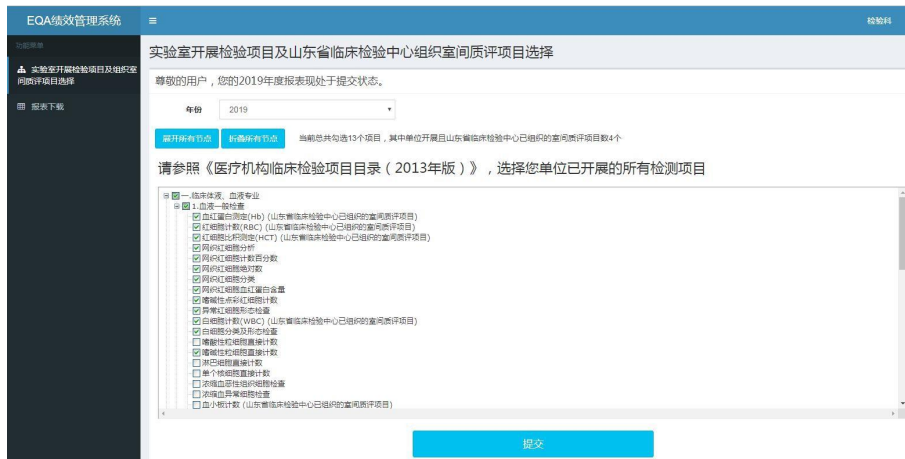 EQA绩效管理系统
检验科
功能菜单
实验室开展检验项目及组织室
间质评项目选择
报表下载
实验室开展检验项目及山东省临床检验中心组织室间质评项目选择
尊敬的用户，您的2019年度报表现处于提交状态。
年份 2019
展开所有节点 折叠所有节点 当前总共勾选13个项目，其中单位开展且山东省临床检验中心已组织的室间质评项目数4个
请参照《医疗机构临床检验项目目录（2013年版）》，选择您单位已开展的所有检测项目
一.临床体液、血液专业
1.血液一般检查
血红蛋白测定(Hb) (山东省临床检验中心已组织的室间质评项目)
红细胞计数(RBC) (山东省临床检验中心已组织的室间质评项目)
红细胞比积测定(HCT) (山东省临床检验中心已组织的室间质评项目)
网织红细胞分析
网织红细胞计数百分数
网织红细胞绝对数
网织红细胞分类
网织红细胞血红蛋白含量
嗜碱性点彩红细胞计数
异常红细胞形态检查
白细胞计数(WBC) (山东省临床检验中心已组织的室间质评项目)
白细胞分类及形态检查
嗜酸性粒细胞直接计数
嗜碱性粒细胞直接计数
淋巴细胞直接计数
单个核细胞直接计数
浓缩血恶性组织细胞检查
浓缩血异常细胞检查
血小板计数 (山东省临床检验中心已组织的室间质评项目)
提交